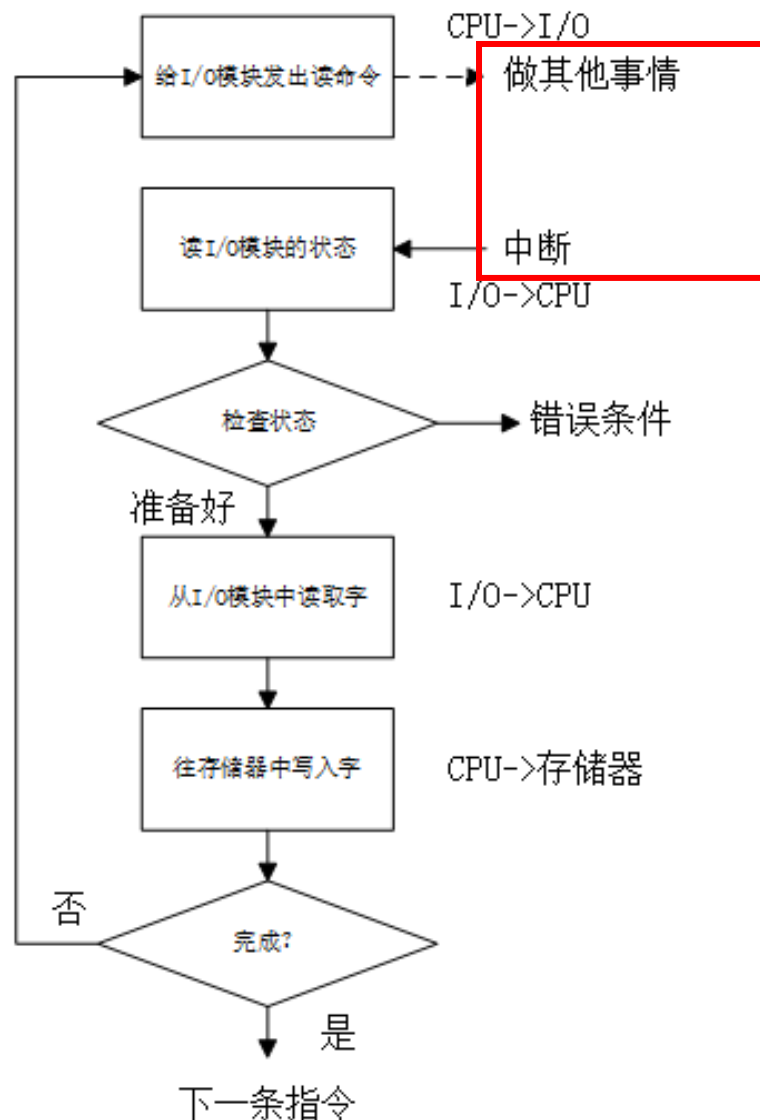 CPU->I/O
给I/O模块发出读命令
做其他事情
读I/O模块的状态
中断
I/O->CPU
检查状态
错误条件
准备好
从I/O模块中读取字
I/O->CPU
往存储器中写入字
CPU->存储器
否
完成?
是
下一条指令